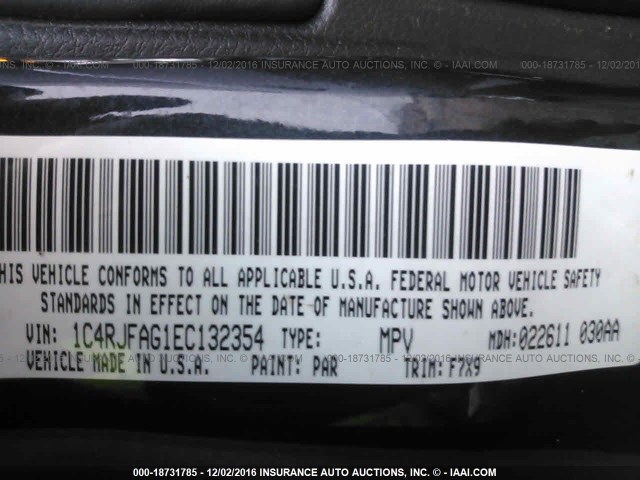 000-18731785 - 12/02/2016 INSURANCE AUTO AUCTIONS, INC. © - IAAI.COM
HIS VEHICLE CONFORMS TO ALL APPLICABLE U.S.A. FEDERAL MOTOR VEHICLE SAFETY
STANDARDS IN EFFECT ON THE DATE OF MANUFACTURE SHOWN ABOVE.
VIN: 1C4RJFAG1EC132354 TYPE: MPV MDH:022611 030AA
VEHICLE MADE IN U.S.A. PAINT: PAR TRIM: F7X9
000-18731785 - 12/02/2016 INSURANCE AUTO AUCTIONS, INC. © - IAAI.COM